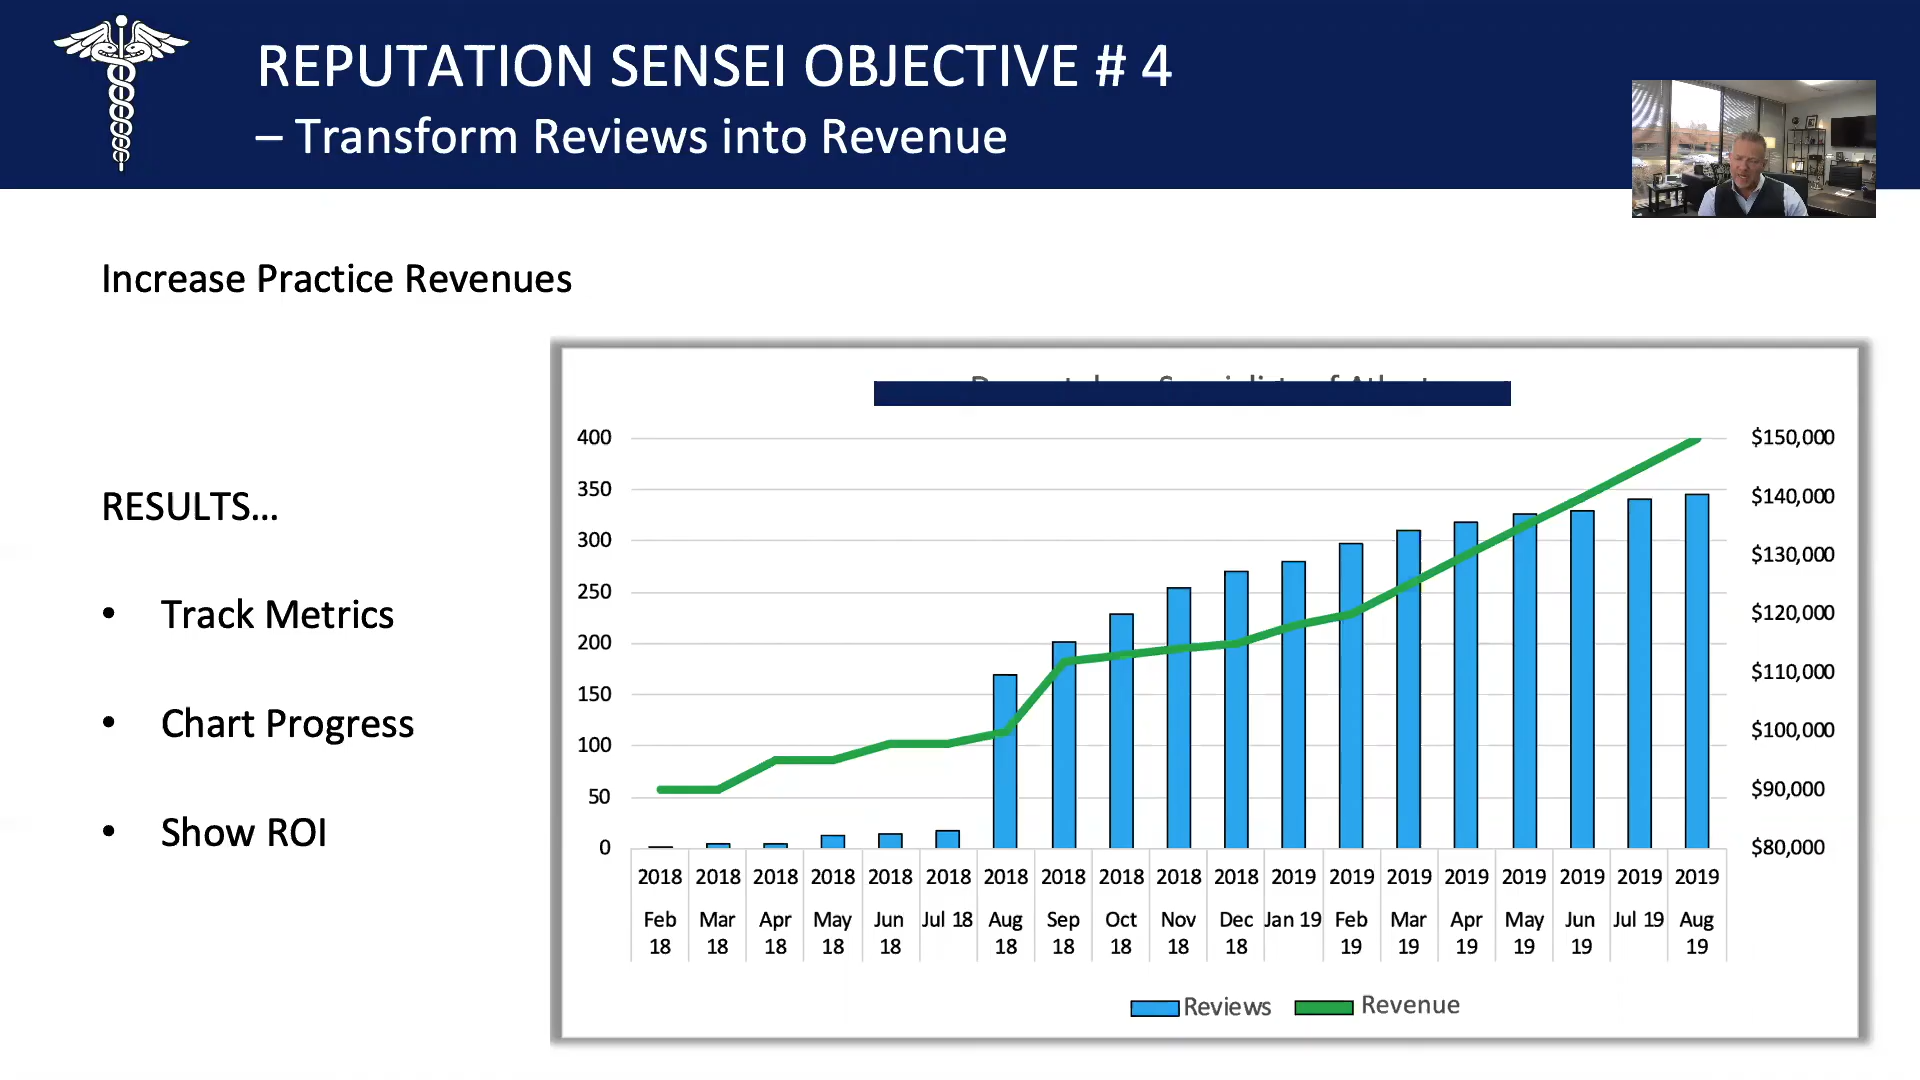 REPUTATION SENSEI OBJECTIVE # 4
– Transform Reviews into Revenue
Increase Practice Revenues
RESULTS...
• Track Metrics
• Chart Progress
• Show ROI
400
350
300
250
200
150
100
50
0
$150,000
$140,000
$130,000
$120,000
$110,000
$100,000
$90,000
$80,000
2018 2018 2018 2018 2018 2018 2018 2018 2018 2018 2018 2019 2019 2019 2019 2019 2019 2019 2019
Feb Mar Apr May Jun Jul 18 Aug Sep Oct Nov Dec Jan 19 Feb Mar Apr May Jun Jul 19 Aug
18 18 18 18 18 18 18 18 18 18 19 19 19 19 19 19
Reviews Revenue